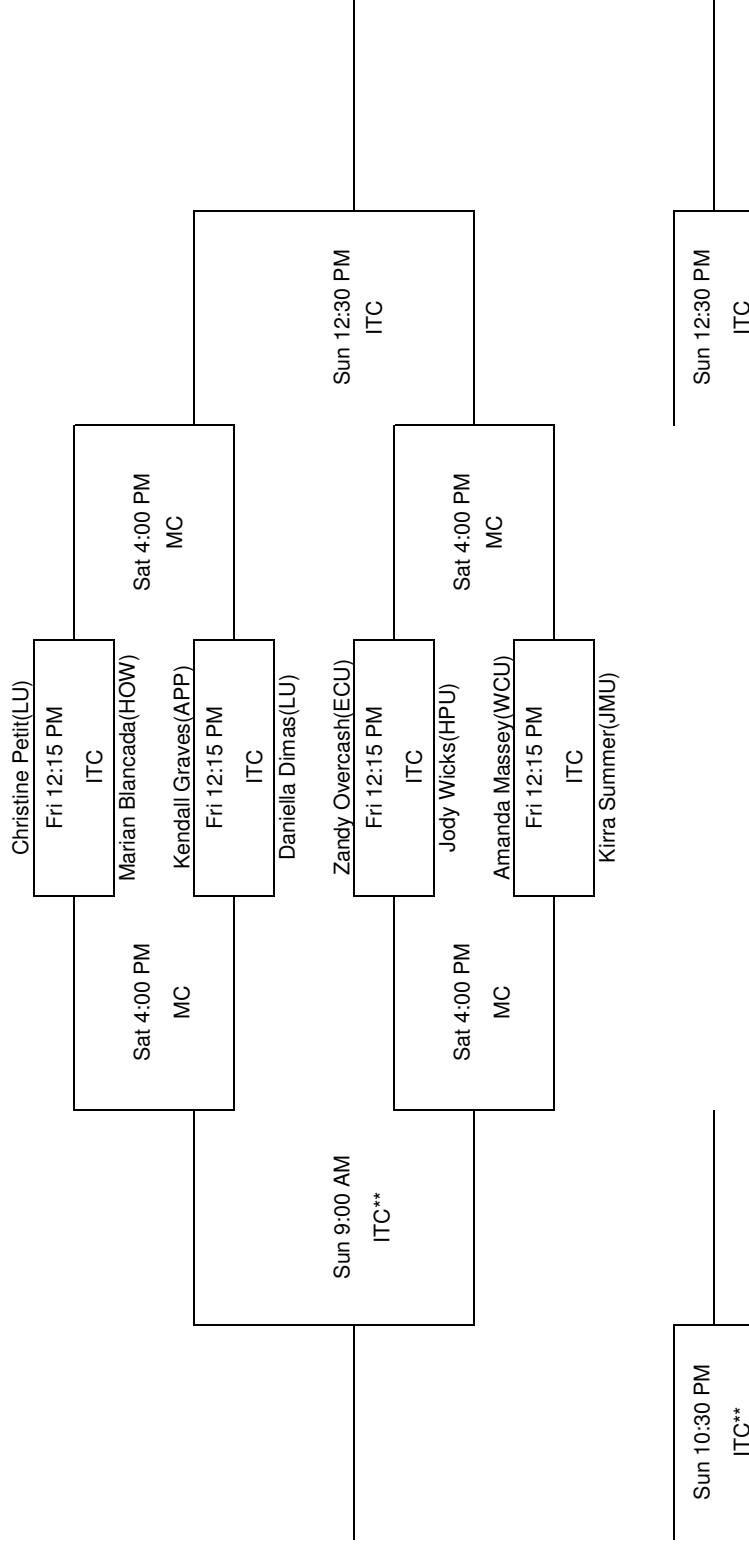 Christine Petit(LU)
Fri 12:15 PM
ITC
Marian Blancada(HOW)
Kendall Graves(APP)
Fri 12:15 PM
ITC
Daniella Dimas(LU)
Zandy Overcash(ECU)
Fri 12:15 PM
ITC
Jody Wicks(HPU)
Amanda Massey(WCU)
Fri 12:15 PM
ITC
Kirra Summer(JMU)
Sat 4:00 PM
MC
Sat 4:00 PM
MC
Sun 12:30 PM
ITC
Sun 12:30 PM
ITC
Sat 4:00 PM
MC
Sat 4:00 PM
MC
Sun 9:00 AM
ITC**
Sun 10:30 PM
ITC**